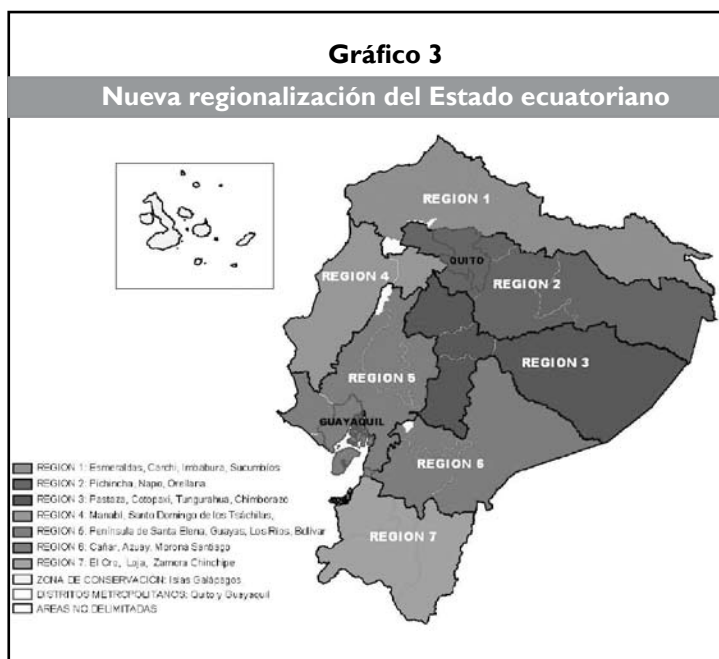 Gráfico 3
Nueva regionalización del Estado ecuatoriano
REGION 1
QUITO
REGION 4
REGION 2
REGION 3
REGION 5
GUAYAQUIL
REGION 6
REGION 7
REGION 1: Esmeraldas, Carchi, Imbabura, Sucumbíos
REGION 2: Pichincha, Napo, Orellana
REGION 3: Pastaza, Cotopaxi, Tungurahua, Chimborazo
REGION 4: Manabí, Santo Domingo de los Tsáchilas,
REGION 5: Península de Santa Elena, Guayas, Los Ríos, Bolívar
REGION 6: Cañar, Azuay, Morona Santiago
REGION 7: El Oro, Loja, Zamora Chinchipe
ZONA DE CONSERVACIÓN: Islas Galápagos
DISTRITOS METROPOLITANOS: Quito y Guayaquil
AREAS NO DELIMITADAS